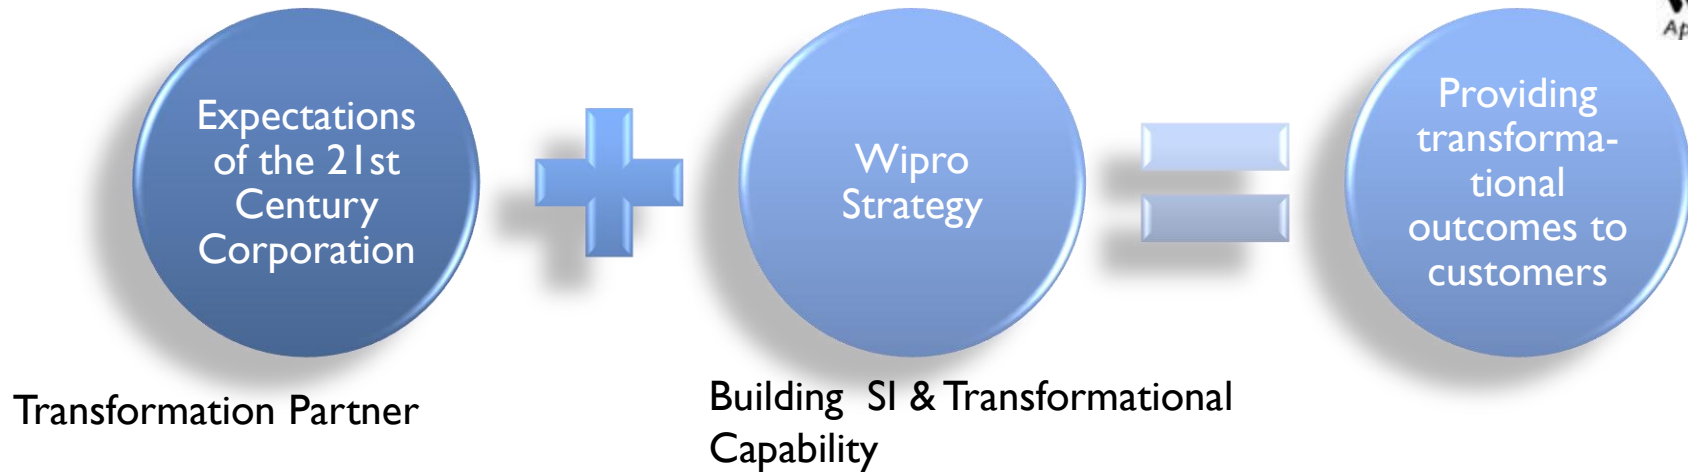 Expectations
of the 21st
Century
Corporation
Wipro
Strategy
Providing
transforma-
tional
outcomes to
customers
Transformation Partner
Building SI & Transformational
Capability